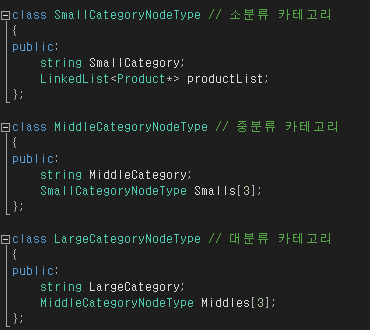 class SmallCategoryNodeType // 소분류 카테고리
{
public:
string SmallCategory;
LinkedList<Product*> productList;
};
class MiddleCategoryNodeType // 중분류 카테고리
{
public:
string MiddleCategory;
SmallCategoryNodeType Smalls[3];
};
class LargeCategoryNodeType // 대분류 카테고리
{
public:
string LargeCategory;
MiddleCategoryNodeType Middles[3];
};